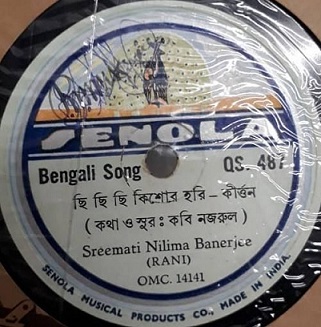 SENOLA
Bengali Song QS. 487
ছি ছি ছি কিশোর হরি – কীর্ত্তন
( কথা ও সুর : কবি নজরুল )
Sreemati Nilima Banerjee
(RANI)
OMC. 14141
SENOLA MUSICAL PRODUCTS CO., MADE IN INDIA.